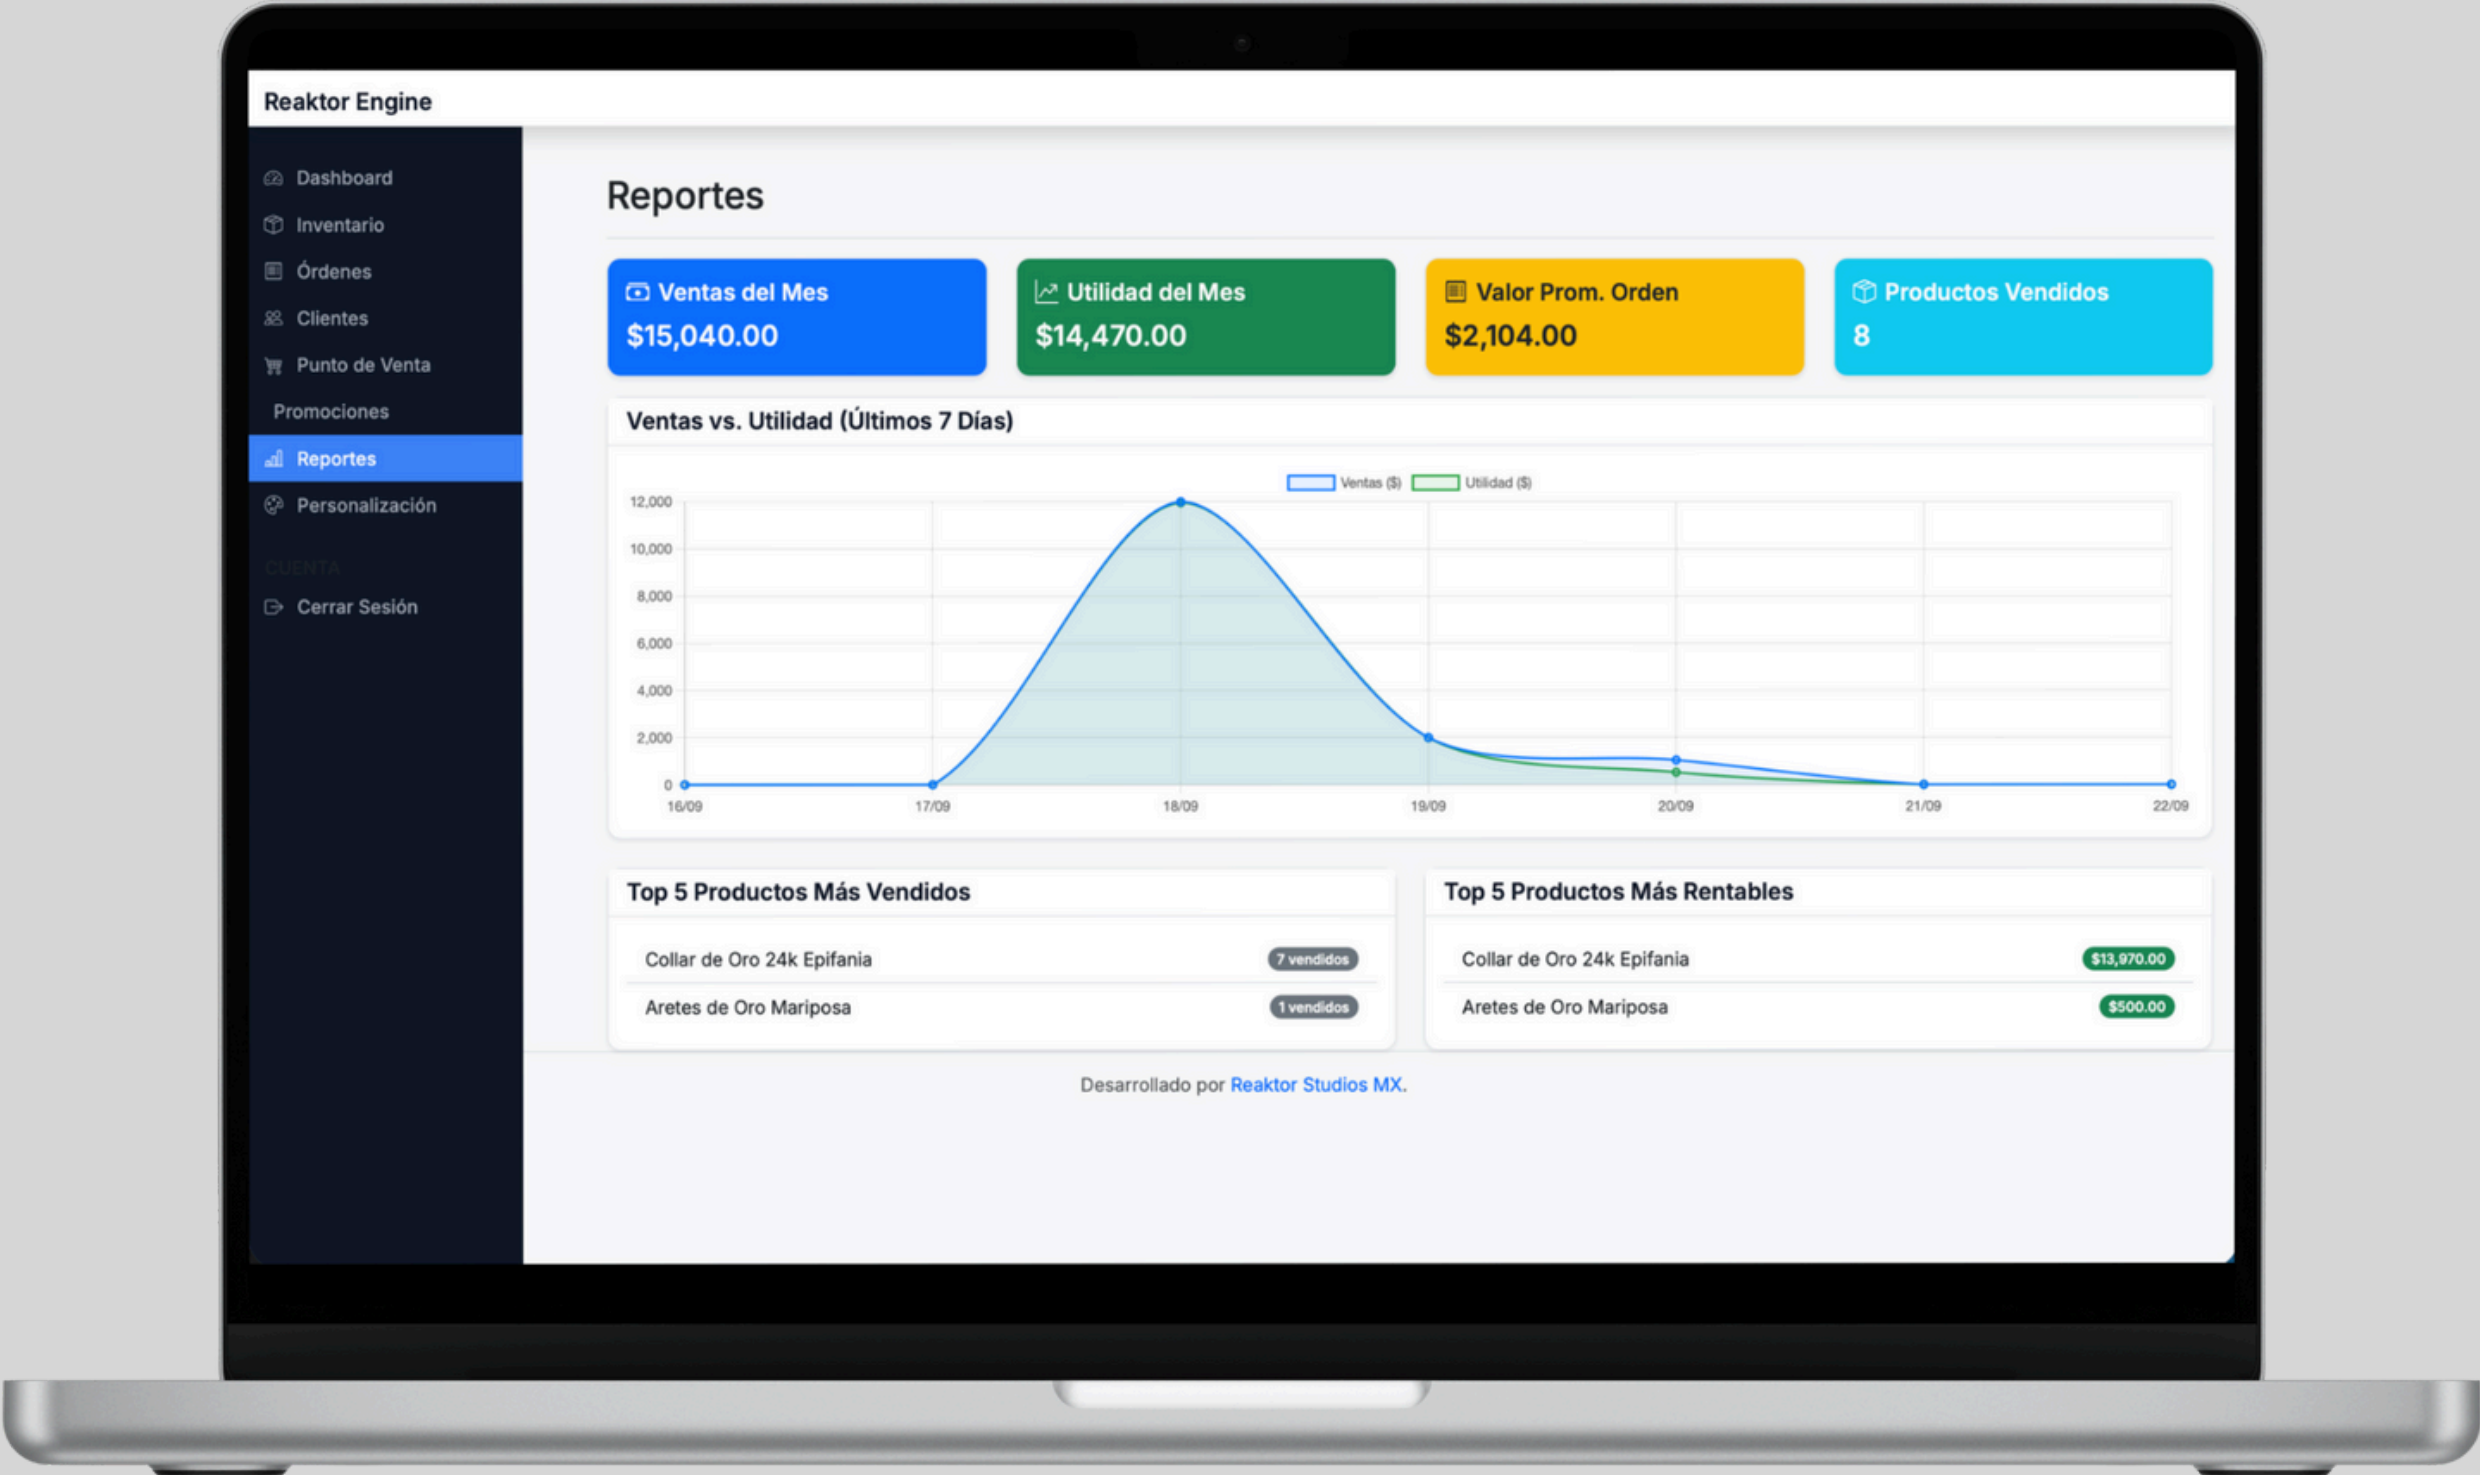 Reaktor Engine
Dashboard
Inventario
Órdenes
Clientes
Punto de Venta
Promociones
Reportes
Personalización
CUENTA
Cerrar Sesión
Reportes
Ventas del Mes
$15,040.00
Utilidad del Mes
$14,470.00
Valor Prom. Orden
$2,104.00
Productos Vendidos
8
Ventas vs. Utilidad (Últimos 7 Días)
Ventas ($) Utilidad ($)
12,000
10,000
8,000
6,000
4,000
2,000
0
16/09 17/09 18/09 19/09 20/09 21/09 22/09
Top 5 Productos Más Vendidos
Collar de Oro 24k Epifania 7 vendidos
Aretes de Oro Mariposa 1 vendidos
Top 5 Productos Más Rentables
Collar de Oro 24k Epifania $13,970.00
Aretes de Oro Mariposa $500.00
Desarrollado por Reaktor Studios MX.